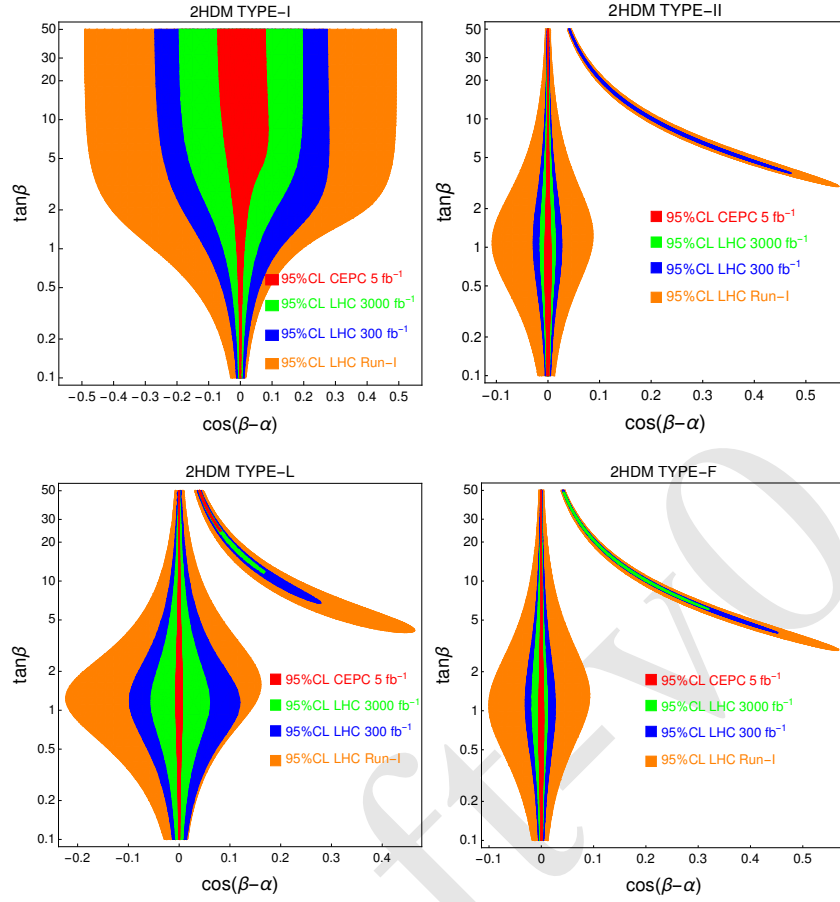 2HDM TYPE-I
50
30
20
10
5
2
1
0.5
0.2
0.1
tanβ
95%CL CEPC 5 fb⁻¹
95%CL LHC 3000 fb⁻¹
95%CL LHC 300 fb⁻¹
95%CL LHC Run-I
-0.5 -0.4 -0.3 -0.2 -0.1 0 0.1 0.2 0.3 0.4 0.5
cos(β-α)
2HDM TYPE-II
50
30
20
10
5
2
1
0.5
0.2
0.1
tanβ
95%CL CEPC 5 fb⁻¹
95%CL LHC 3000 fb⁻¹
95%CL LHC 300 fb⁻¹
95%CL LHC Run-I
-0.1 0 0.1 0.2 0.3 0.4 0.5
cos(β-α)
2HDM TYPE-L
50
30
20
10
5
2
1
0.5
0.2
0.1
tanβ
95%CL CEPC 5 fb⁻¹
95%CL LHC 3000 fb⁻¹
95%CL LHC 300 fb⁻¹
95%CL LHC Run-I
-0.2 -0.1 0 0.1 0.2 0.3 0.4
cos(β-α)
2HDM TYPE-F
50
30
20
10
5
2
1
0.5
0.2
0.1
tanβ
95%CL CEPC 5 fb⁻¹
95%CL LHC 3000 fb⁻¹
95%CL LHC 300 fb⁻¹
95%CL LHC Run-I
-0.1 0 0.1 0.2 0.3 0.4 0.5
cos(β-α)
ft-v0